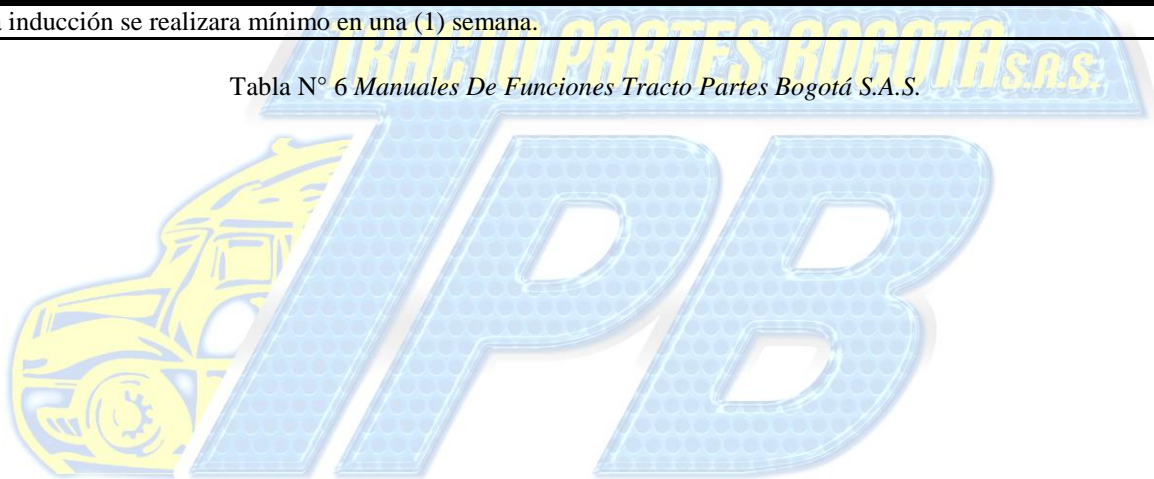 inducción se realizara mínimo en una (1) semana.
TRACTO PARTES BOGOTA S.A.S.
Tabla N° 6 Manuales De Funciones Tracto Partes Bogotá S.A.S.
TPB